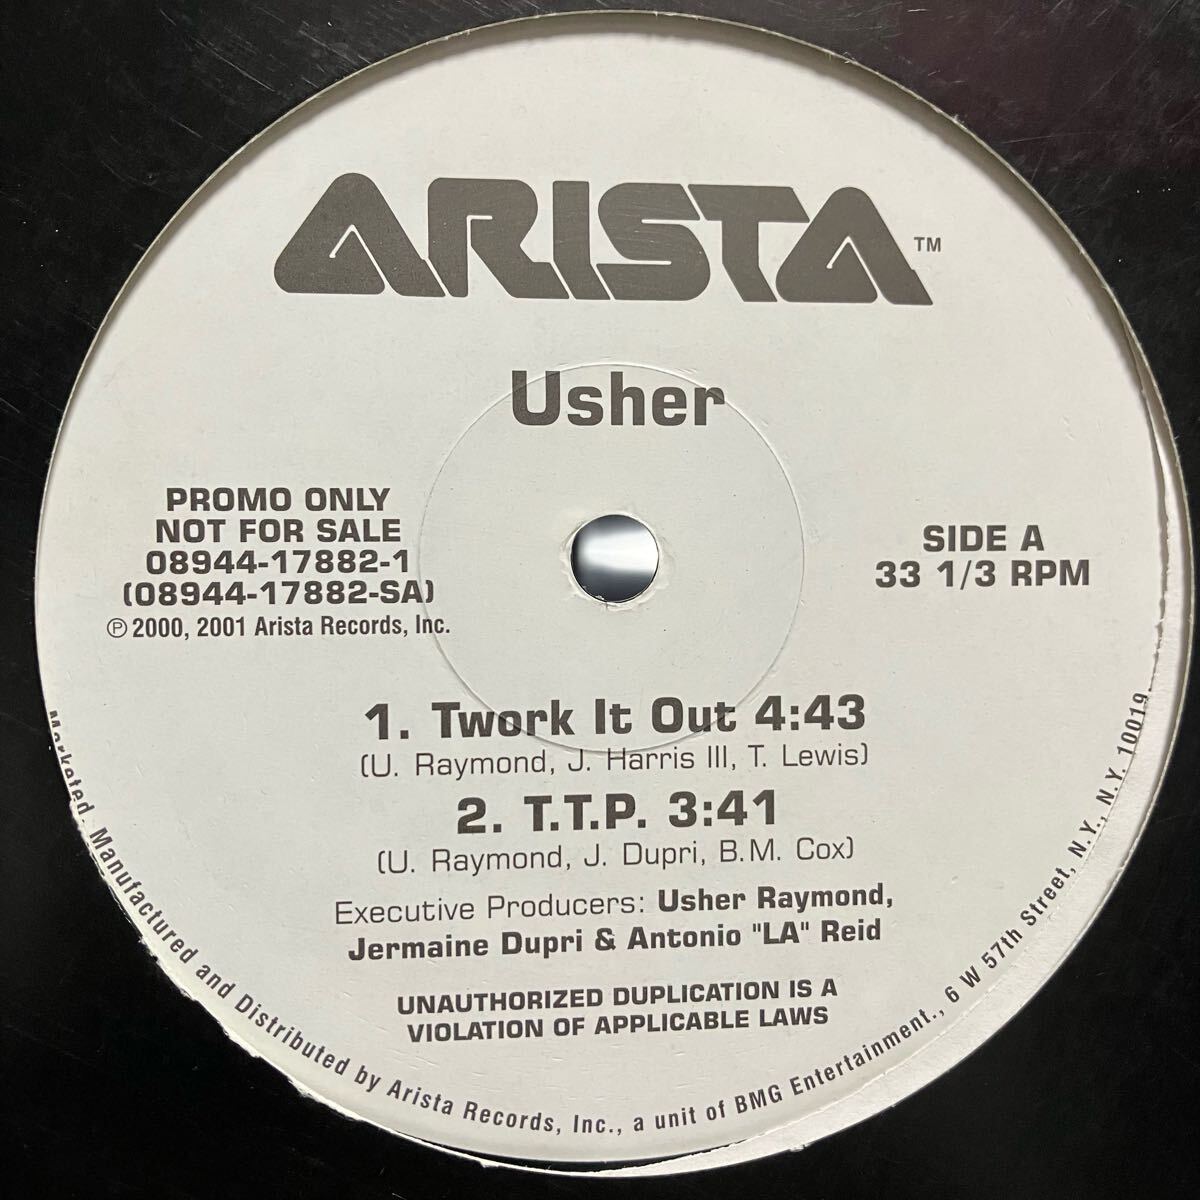 ARISTA™
Usher
PROMO ONLY
NOT FOR SALE
08944-17882-1
(08944-17882-SA)
℗ 2000, 2001 Arista Records, Inc.
SIDE A
33 1/3 RPM
1. Twork It Out 4:43
(U. Raymond, J. Harris III, T. Lewis)
2. T.T.P. 3:41
(U. Raymond, J. Dupri, B.M. Cox)
Executive Producers: Usher Raymond,
Jermaine Dupri & Antonio "LA" Reid
UNAUTHORIZED DUPLICATION IS A
VIOLATION OF APPLICABLE LAWS
Marketed, Manufactured and Distributed by Arista Records, Inc., a unit of BMG Entertainment., 6 W 57th Street, N.Y., N.Y. 10019.